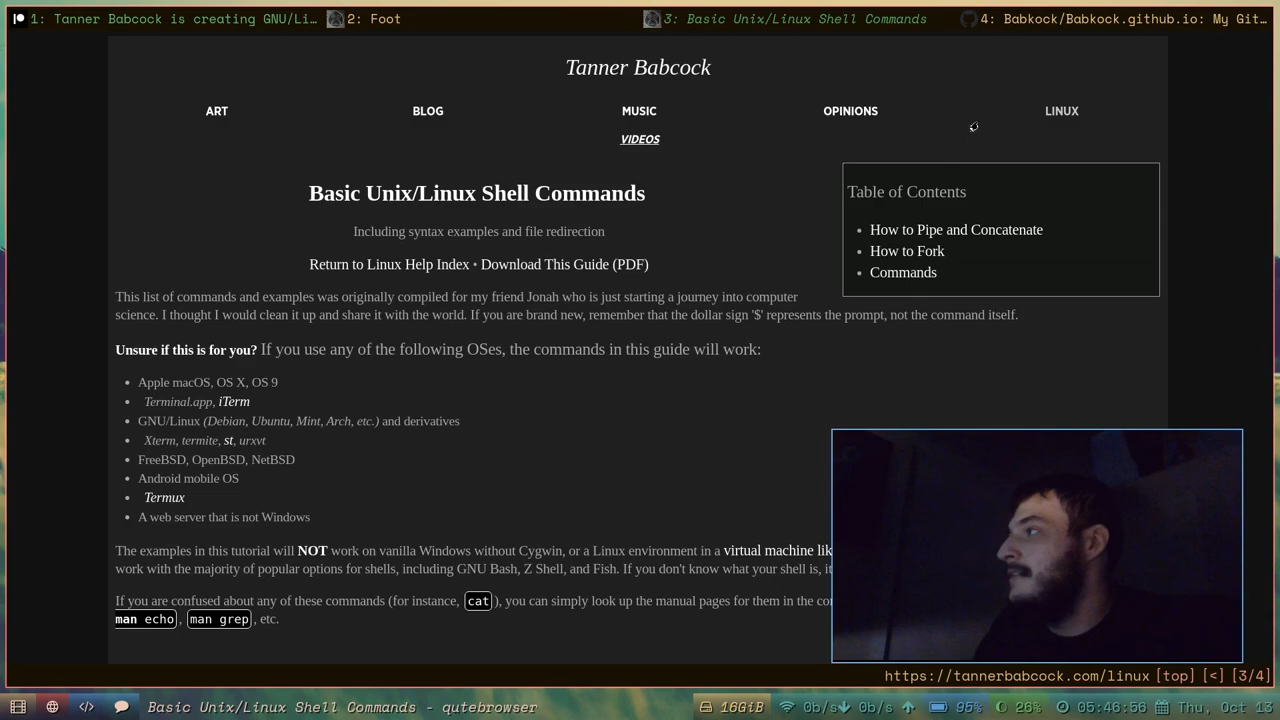 1: Tanner Babcock is creating GNU/Li… 2: Foot 3: Basic Unix/Linux Shell Commands 4: Babkock/Babkock.github.io: My Git…
Tanner Babcock
ART BLOG MUSIC OPINIONS LINUX
VIDEOS
Basic Unix/Linux Shell Commands
Including syntax examples and file redirection
Return to Linux Help Index • Download This Guide (PDF)
Table of Contents
How to Pipe and Concatenate
How to Fork
Commands
This list of commands and examples was originally compiled for my friend Jonah who is just starting a journey into computer
science. I thought I would clean it up and share it with the world. If you are brand new, remember that the dollar sign '$' represents the prompt, not the command itself.
Unsure if this is for you? If you use any of the following OSes, the commands in this guide will work:
Apple macOS, OS X, OS 9
Terminal.app, iTerm
GNU/Linux (Debian, Ubuntu, Mint, Arch, etc.) and derivatives
Xterm, termite, st, urxvt
FreeBSD, OpenBSD, NetBSD
Android mobile OS
Termux
A web server that is not Windows
The examples in this tutorial will NOT work on vanilla Windows without Cygwin, or a Linux environment in a virtual machine lik
work with the majority of popular options for shells, including GNU Bash, Z Shell, and Fish. If you don't know what your shell is, it
If you are confused about any of these commands (for instance, cat), you can simply look up the manual pages for them in the co
man echo, man grep, etc.
https://tannerbabcock.com/linux [top] [<] [3/4]
Basic Unix/Linux Shell Commands - qutebrowser 16GiB 0b/s 0b/s 95% 26% 05:46:56 Thu, Oct 13